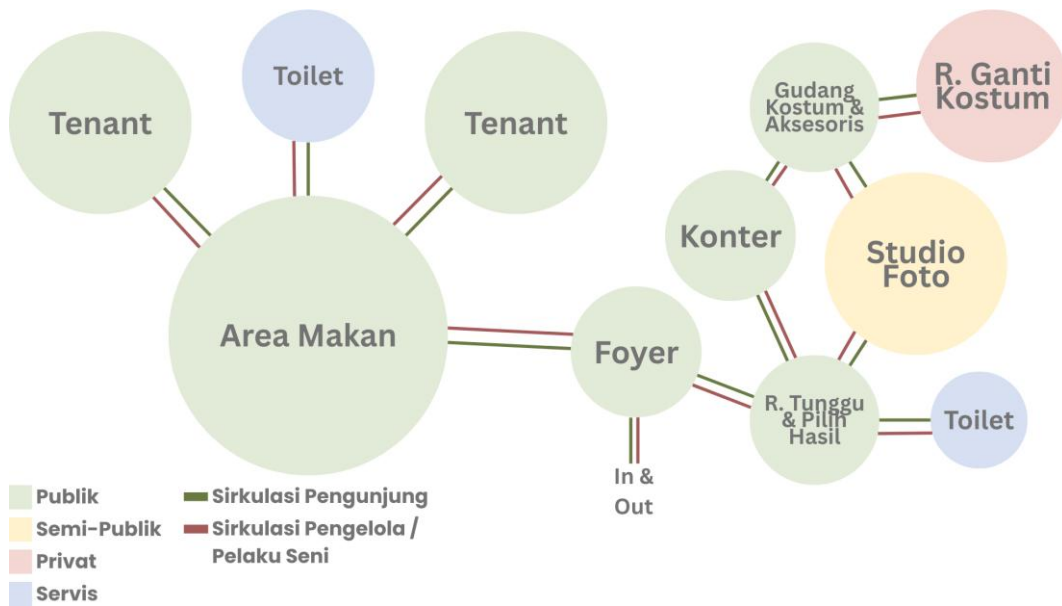 Tenant
Toilet
Tenant
Gudang
Kostum &
Aksesoris
R. Ganti
Kostum
Konter
Studio
Foto
Area Makan
Foyer
R. Tunggu
& Pilih
Hasil
Toilet
In &
Out
Publik
Semi-Publik
Privat
Servis
Sirkulasi Pengunjung
Sirkulasi Pengelola /
Pelaku Seni